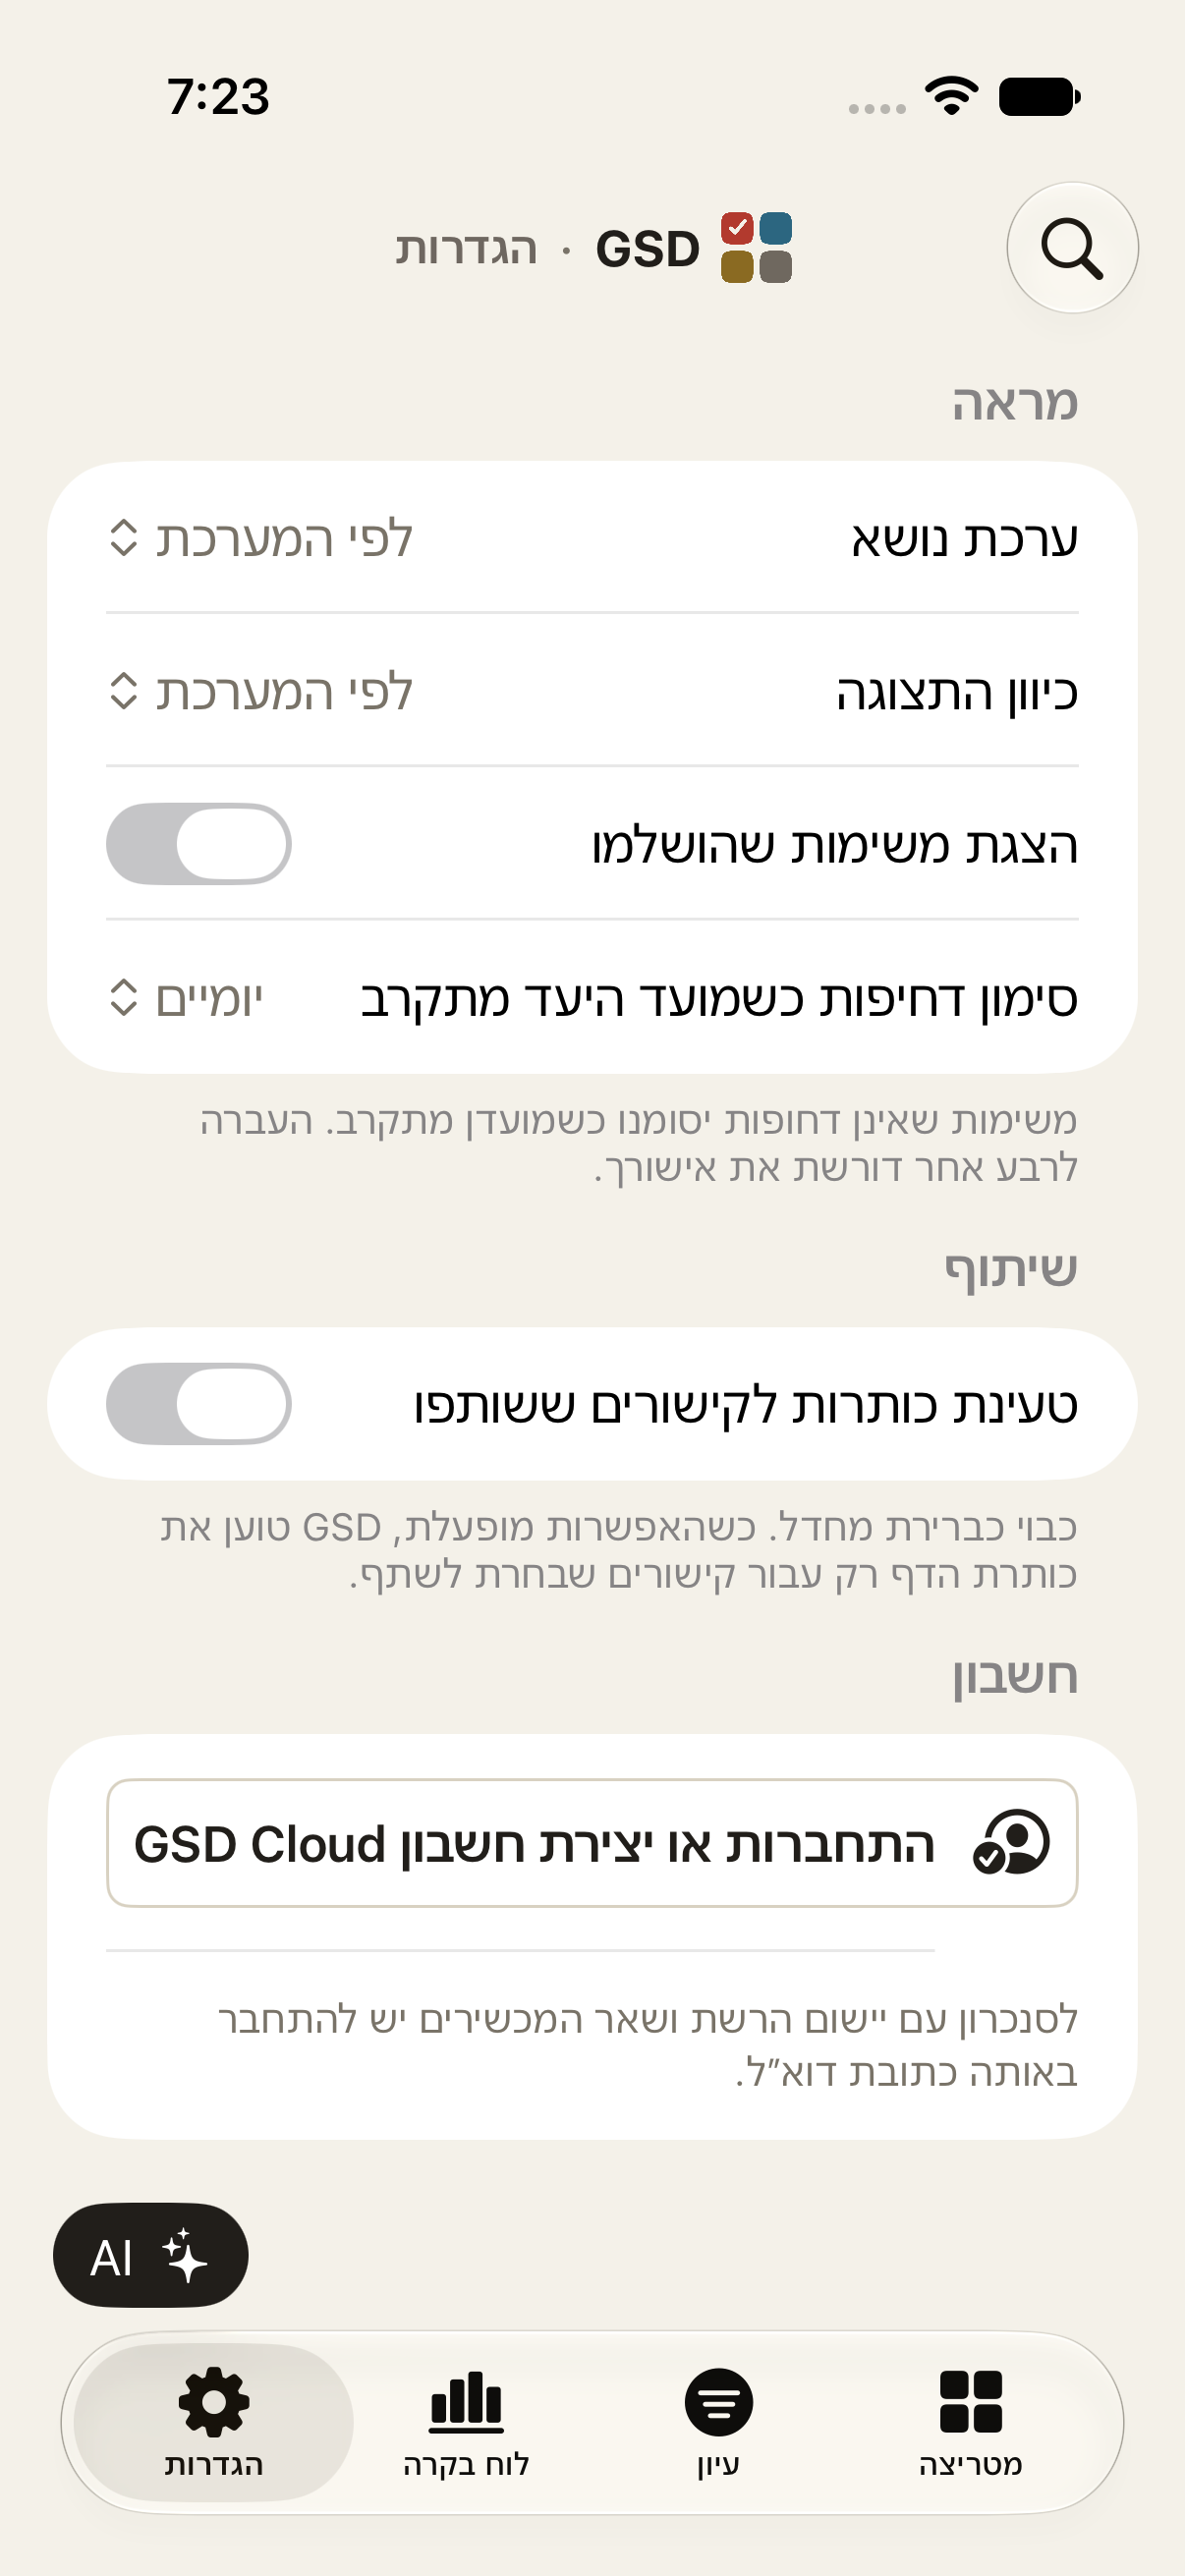 7:23
GSD · הגדרות
מראה
ערכת נושא לפי המערכת
כיוון התצוגה לפי המערכת
הצגת משימות שהושלמו
סימון דחיפות כשמועד היעד מתקרב יומיים
משימות שאינן דחופות יסומנו כשמועדן מתקרב. העברה
לרבע אחר דורשת את אישורך.
שיתוף
טעינת כותרות לקישורים ששותפו
כבוי כברירת מחדל. כשהאפשרות מופעלת, GSD טוען את
כותרת הדף רק עבור קישורים שבחרת לשתף.
חשבון
התחברות או יצירת חשבון GSD Cloud
לסנכרון עם יישום הרשת ושאר המכשירים יש להתחבר
באותה כתובת דוא״ל.
AI
מטריצה עיון לוח בקרה הגדרות